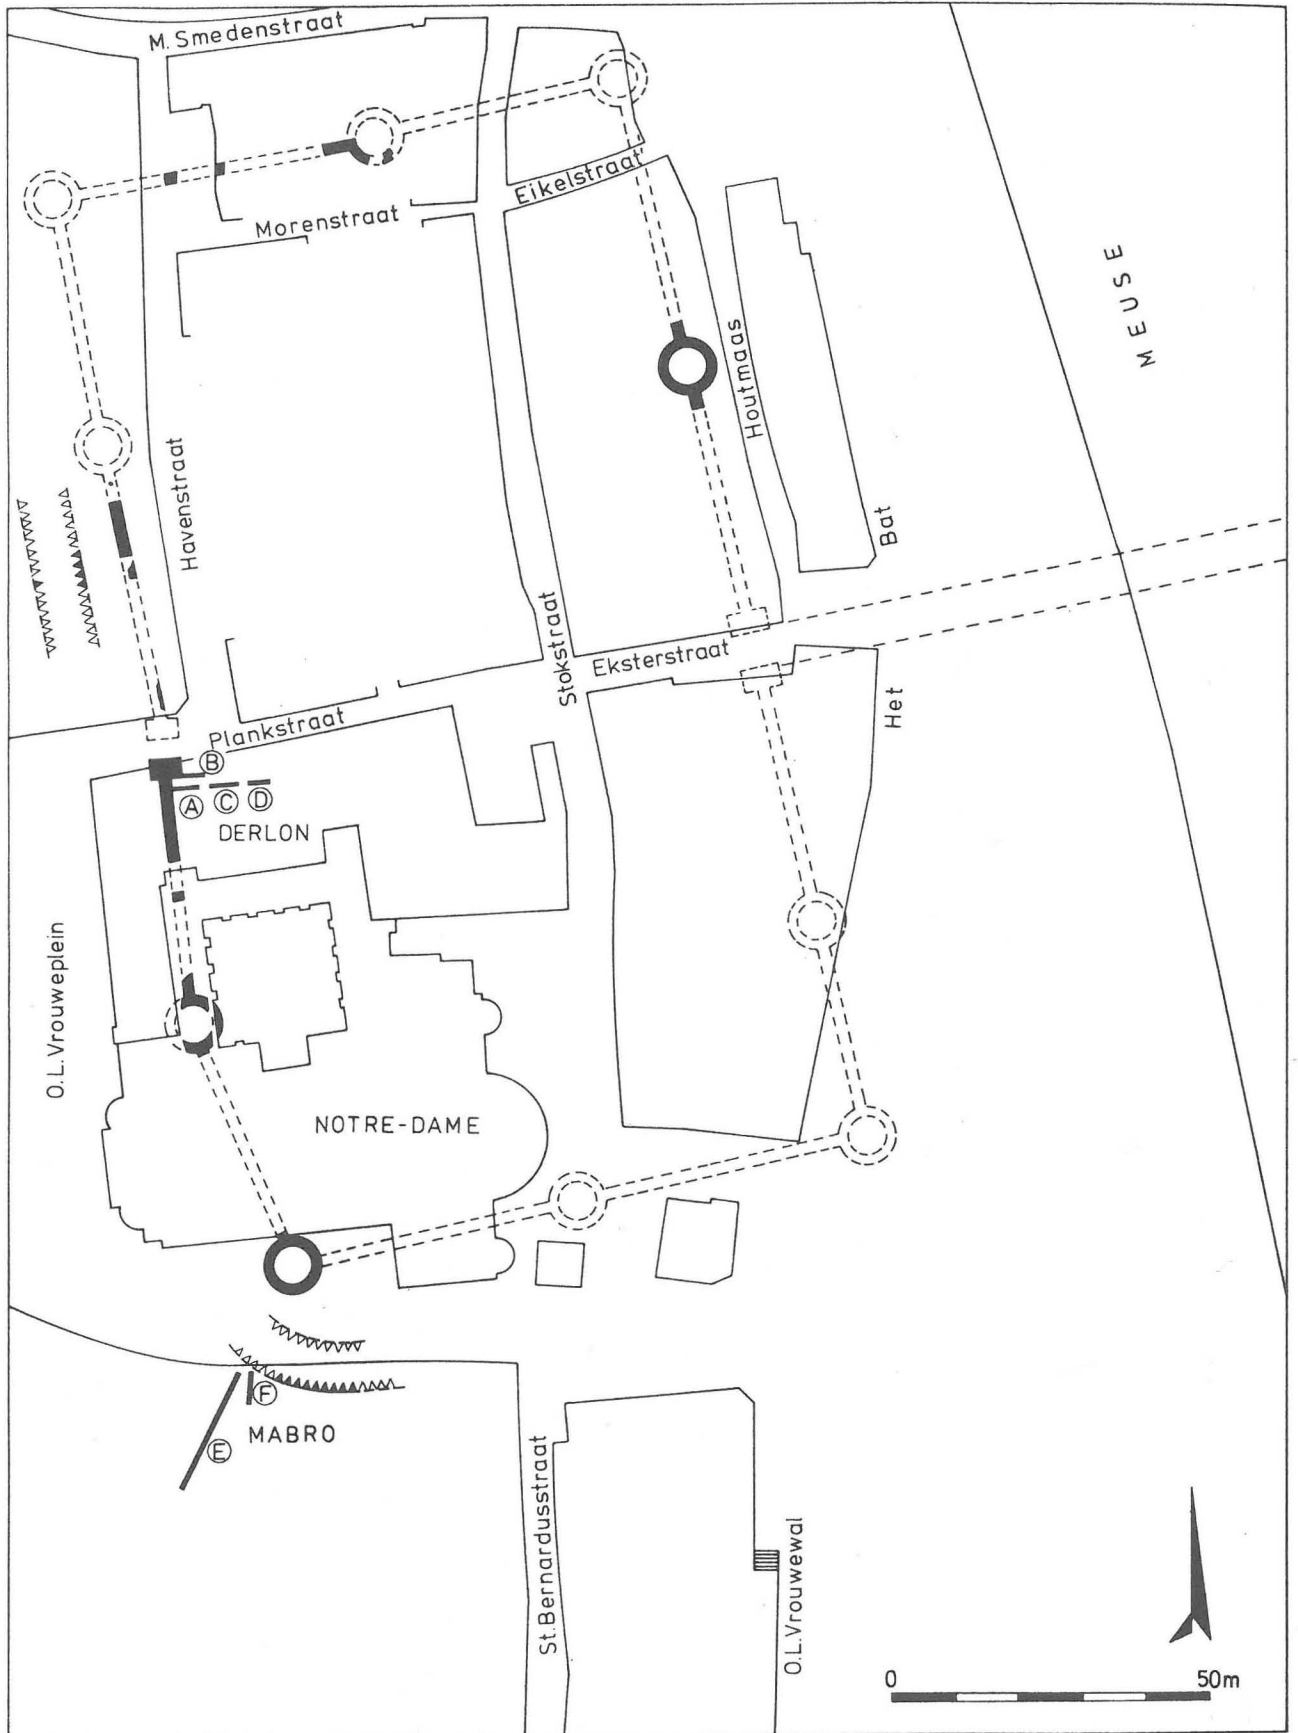 M. Smedenstraat
Eikelstraat
Morenstraat
MEUSE
Houtmaas
Havenstraat
Bat
Stokstraat
Eksterstraat
Het
Plankstraat
B
A C D
DERLON
O.L.Vrouweplein
NOTRE-DAME
F
MABRO
E
St.Bernardusstraat
O.L.Vrouwewal
0 50m